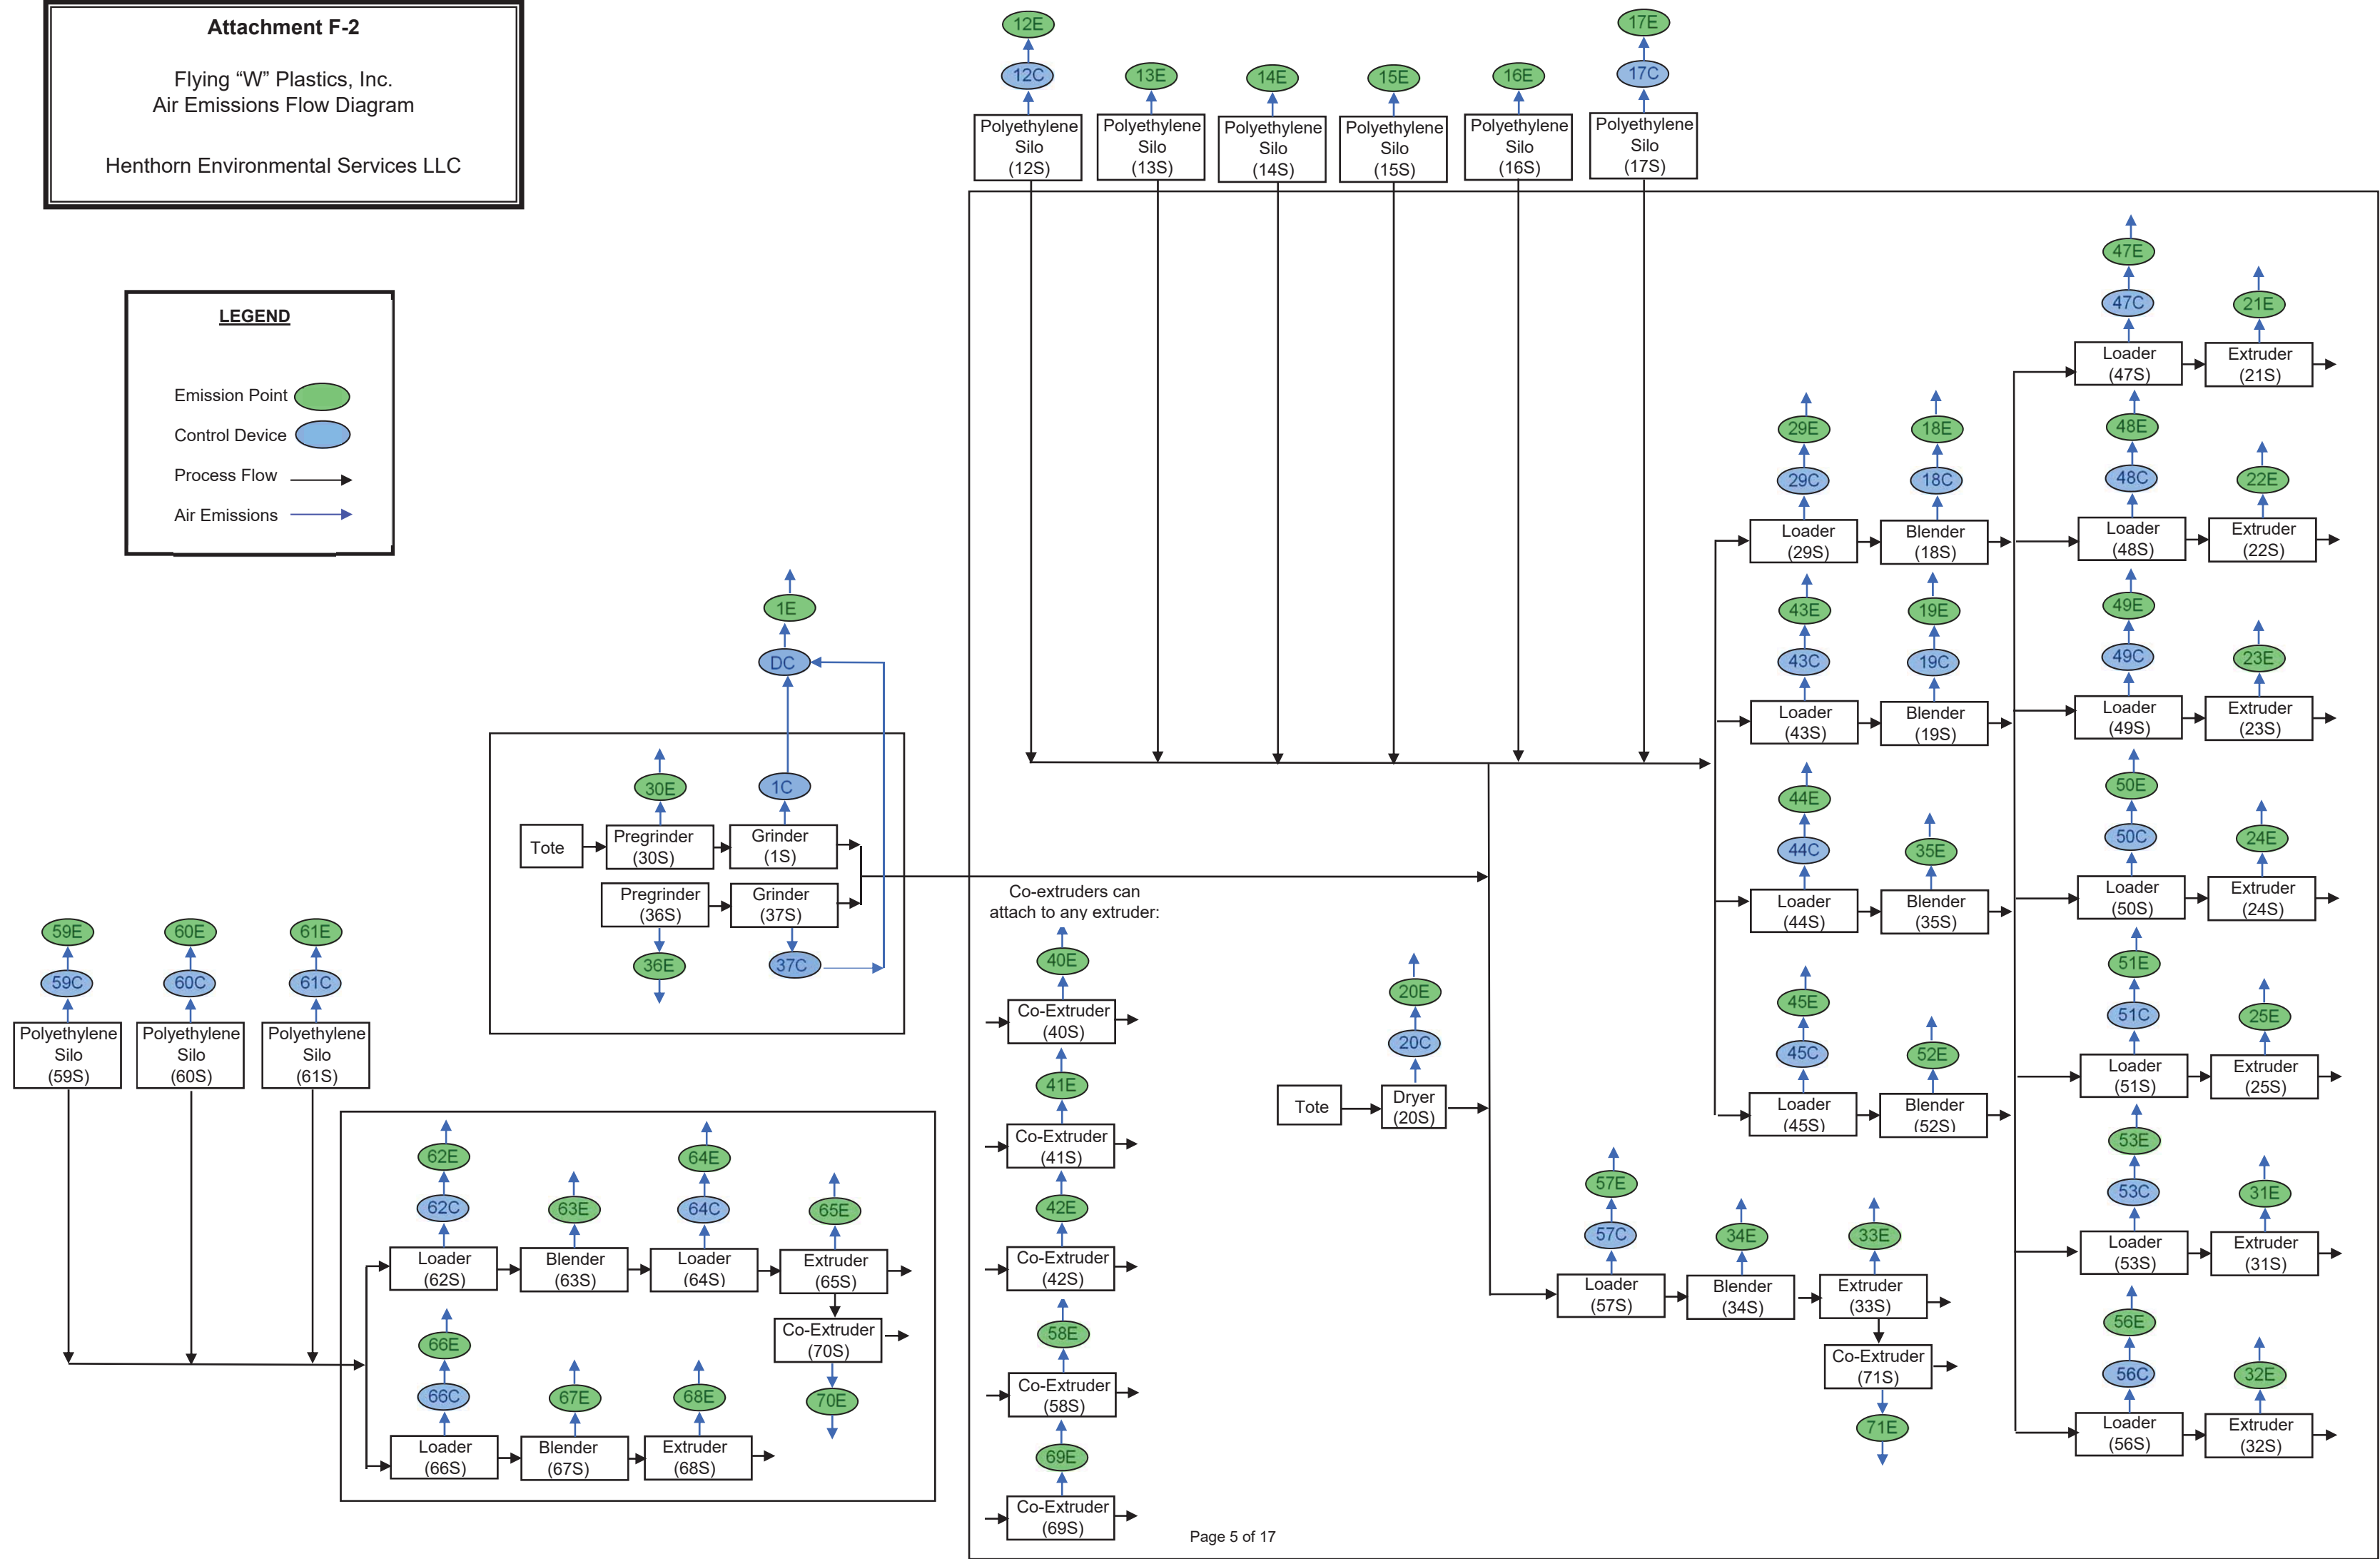 Attachment F-2
Flying “W” Plastics, Inc.
Air Emissions Flow Diagram
Henthorn Environmental Services LLC
LEGEND
Emission Point
Control Device
Process Flow
Air Emissions
12E
12C
Polyethylene
Silo
(12S)
13E
Polyethylene
Silo
(13S)
14E
Polyethylene
Silo
(14S)
15E
Polyethylene
Silo
(15S)
16E
Polyethylene
Silo
(16S)
17E
17C
Polyethylene
Silo
(17S)
1E
DC
30E
1C
Tote
Pregrinder
(30S)
Grinder
(1S)
Pregrinder
(36S)
Grinder
(37S)
36E
37C
59E
59C
Polyethylene
Silo
(59S)
60E
60C
Polyethylene
Silo
(60S)
61E
61C
Polyethylene
Silo
(61S)
62E
62C
Loader
(62S)
63E
Blender
(63S)
64E
64C
Loader
(64S)
65E
Extruder
(65S)
Co-Extruder
(70S)
70E
66E
66C
Loader
(66S)
67E
Blender
(67S)
68E
Extruder
(68S)
Co-extruders can
attach to any extruder:
40E
Co-Extruder
(40S)
41E
Co-Extruder
(41S)
42E
Co-Extruder
(42S)
58E
Co-Extruder
(58S)
69E
Co-Extruder
(69S)
20E
20C
Tote
Dryer
(20S)
57E
57C
Loader
(57S)
34E
Blender
(34S)
33E
Extruder
(33S)
Co-Extruder
(71S)
71E
29E
29C
Loader
(29S)
18E
18C
Blender
(18S)
43E
43C
Loader
(43S)
19E
19C
Blender
(19S)
44E
44C
Loader
(44S)
35E
Blender
(35S)
45E
45C
Loader
(45S)
52E
Blender
(52S)
47E
47C
Loader
(47S)
21E
Extruder
(21S)
48E
48C
Loader
(48S)
22E
Extruder
(22S)
49E
49C
Loader
(49S)
23E
Extruder
(23S)
50E
50C
Loader
(50S)
24E
Extruder
(24S)
51E
51C
Loader
(51S)
25E
Extruder
(25S)
53E
53C
Loader
(53S)
31E
Extruder
(31S)
56E
56C
Loader
(56S)
32E
Extruder
(32S)
Page 5 of 17